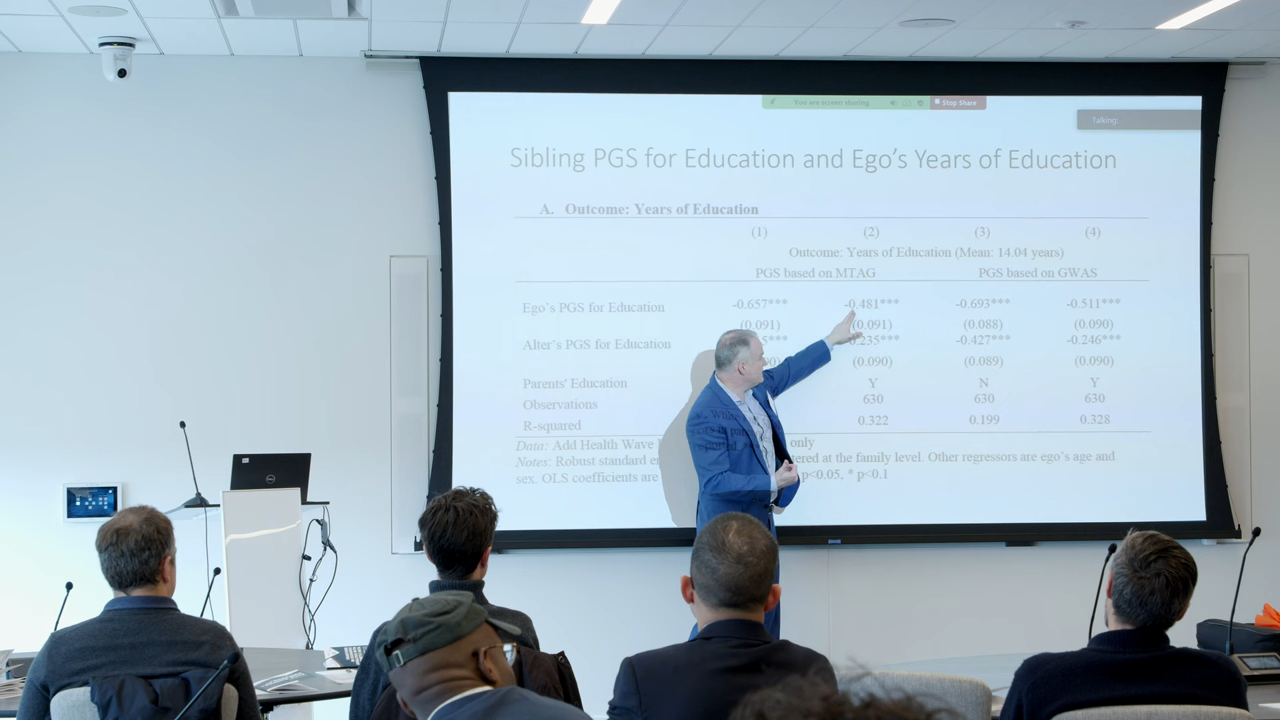 You are screen sharing Stop Share
Talking:
Sibling PGS for Education and Ego's Years of Education
A. Outcome: Years of Education
(1) (2) (3) (4)
Outcome: Years of Education (Mean: 14.04 years)
PGS based on MTAG PGS based on GWAS
Ego's PGS for Education -0.657*** -0.481*** -0.693*** -0.511***
(0.091) (0.091) (0.088) (0.090)
Alter's PGS for Education 5*** 0.235*** -0.427*** -0.246***
(0.090) (0.089) (0.090)
Parents' Education Y N Y
Observations 630 630 630
R-squared 0.322 0.199 0.328
Data: Add Health Wave only
Notes: Robust standard er ered at the family level. Other regressors are ego's age and
sex. OLS coefficients are p<0.05, * p<0.1
DELL